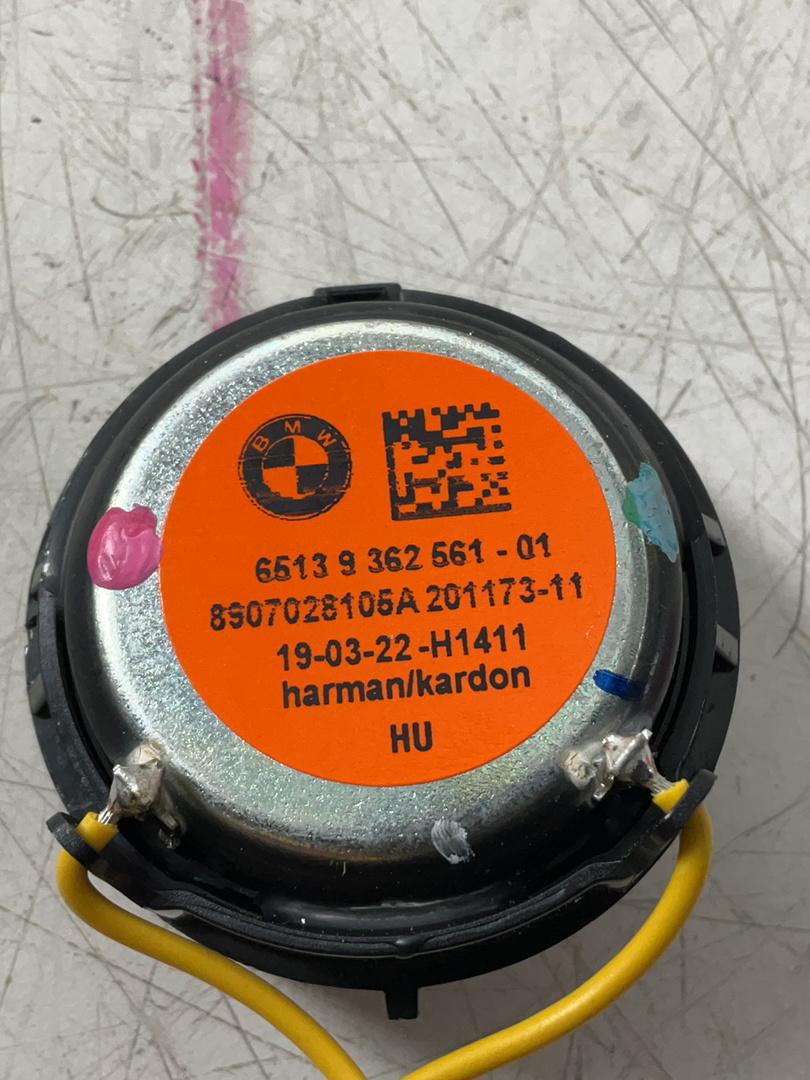 BMW
6513 9 362 561 - 01
8907028105A 201173-11
19-03-22-H1411
harman/kardon
HU